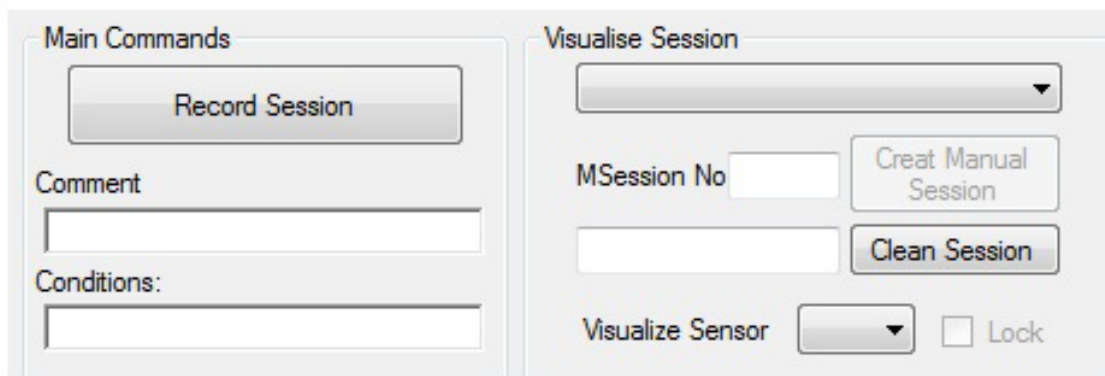 Main Commands
Record Session
Comment
Conditions:
Visualise Session
MSession No
Creat Manual
Session
Clean Session
Visualize Sensor
Lock